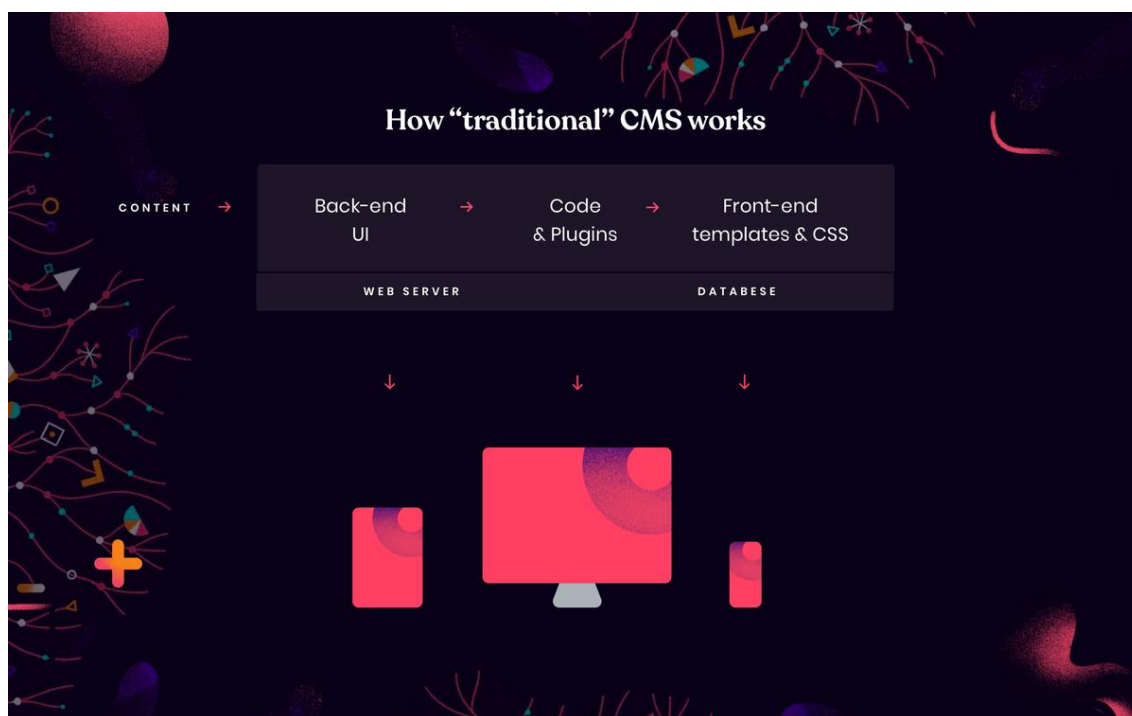 How “traditional” CMS works
CONTENT
Back-end
UI
Code
& Plugins
Front-end
templates & CSS
WEB SERVER
DATABESE